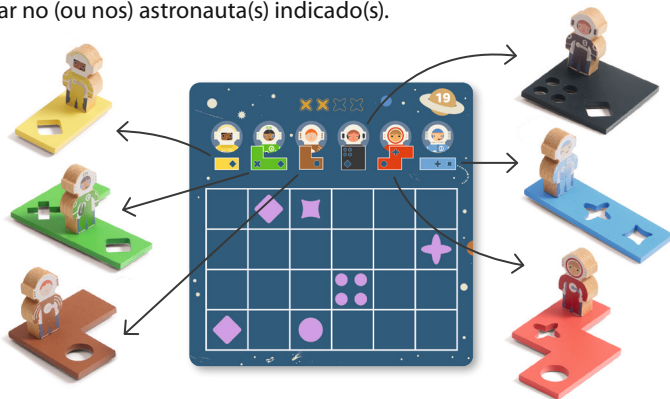 ar no (ou nos) astronauta(s) indicado(s).
19